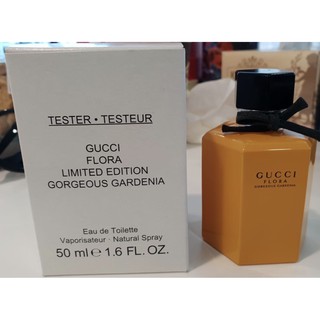 TESTER • TESTEUR
GUCCI
FLORA
LIMITED EDITION
GORGEOUS GARDENIA
Eau de Toilette
Vaporisateur · Natural Spray
50 ml ℮ 1.6 FL. OZ.
GUCCI
FLORA
GORGEOUS GARDENIA